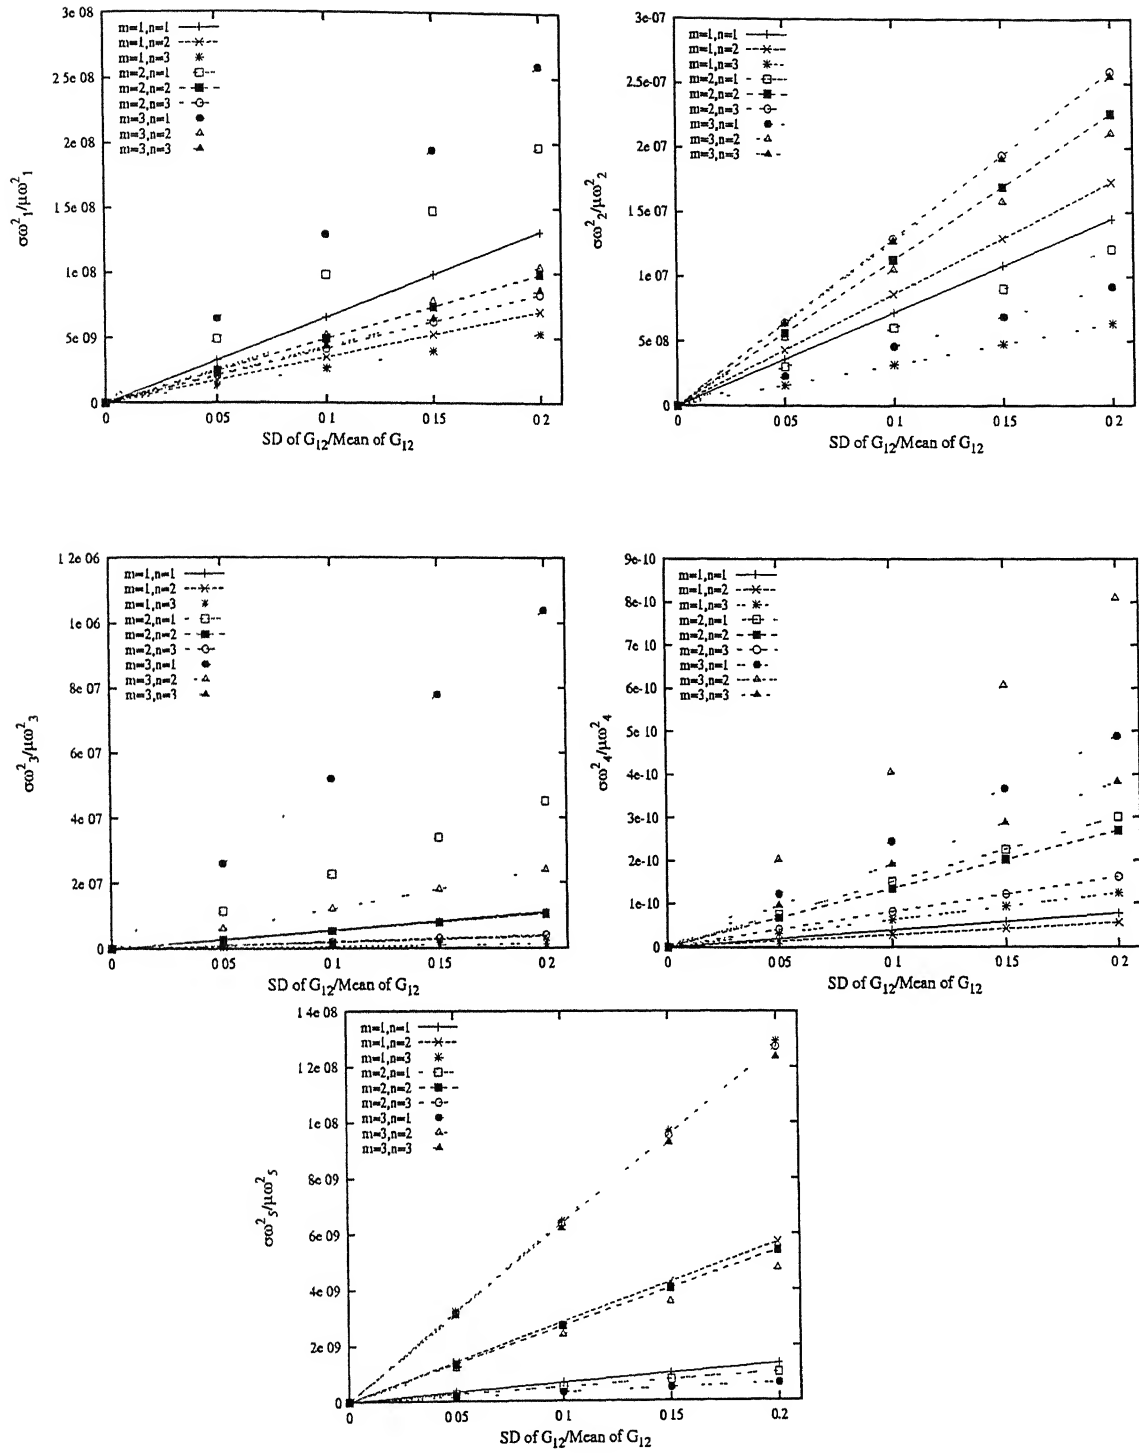 3e 08
25e 08
2e 08
15e 08
1e 08
5e 09
0
m=1,n=1
m=1,n=2
m=1,n=3
m=2,n=1
m=2,n=2
m=2,n=3
m=3,n=1
m=3,n=2
m=3,n=3
σω²₁/μω²₁
0 0 05 0 1 0 15 0 2
SD of G₁₂/Mean of G₁₂
3e-07
2.5e-07
2e-07
15e 07
1e 07
5e 08
0
m=1,n=1
m=1,n=2
m=1,n=3
m=2,n=1
m=2,n=2
m=2,n=3
m=3,n=1
m=3,n=2
m=3,n=3
σω²₂/μω²₂
0 0 05 0 1 0 15 0 2
SD of G₁₂/Mean of G₁₂
1 2e 06
1e 06
8e 07
6e 07
4e 07
2e 07
0
m=1,n=1
m=1,n=2
m=1,n=3
m=2,n=1
m=2,n=2
m=2,n=3
m=3,n=1
m=3,n=2
m=3,n=3
σω²₃/μω²₃
0 0 05 0 1 0 15 0 2
SD of G₁₂/Mean of G₁₂
9e-10
8e-10
7e-10
6e-10
5e-10
4e-10
3e-10
2e-10
1e-10
0
m=1,n=1
m=1,n=2
m=1,n=3
m=2,n=1
m=2,n=2
m=2,n=3
m=3,n=1
m=3,n=2
m=3,n=3
σω²₄/μω²₄
0 0 05 0 1 0 15 0 2
SD of G₁₂/Mean of G₁₂
1 4e 08
1 2e 08
1e 08
8e 09
6e 09
4e 09
2e 09
0
m=1,n=1
m=1,n=2
m=1,n=3
m=2,n=1
m=2,n=2
m=2,n=3
m=3,n=1
m=3,n=2
m=3,n=3
σω²₅/μω²₅
0 0 05 0 1 0 15 0.2
SD of G₁₂/Mean of G₁₂